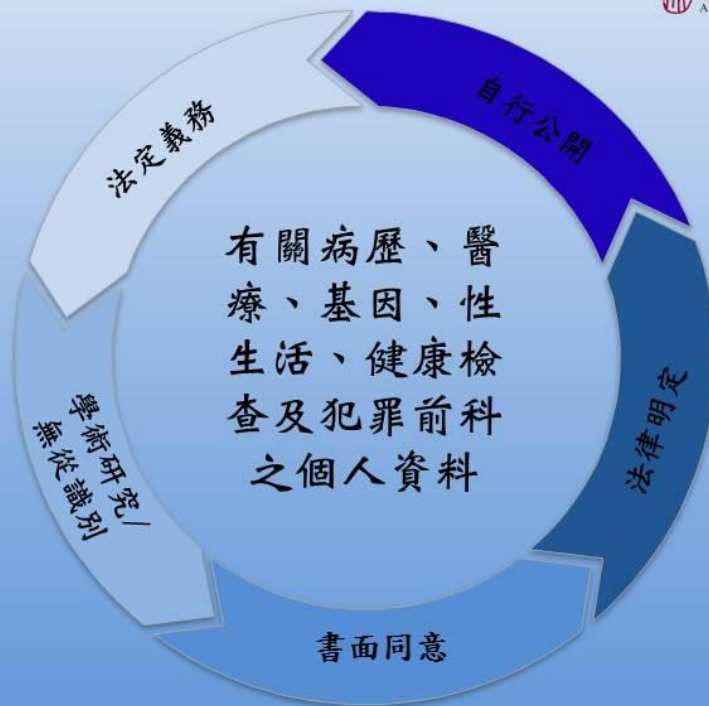 法定義務
自行公開
有關病歷、醫
療、基因、性
生活、健康檢
查及犯罪前科
之個人資料
法律明定
學術研究/
無從識別
書面同意